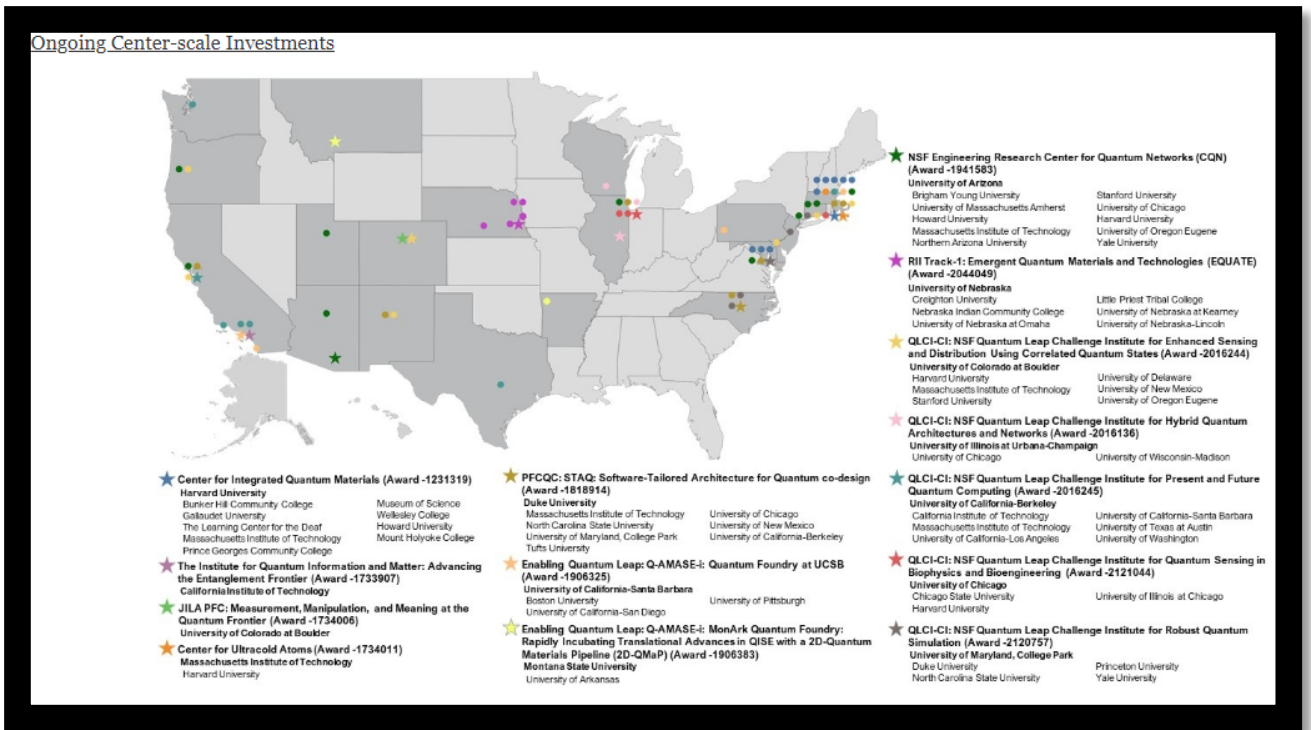 Ongoing Center-scale Investments
NSF Engineering Research Center for Quantum Networks (CQN)
(Award -1941583)
University of Arizona
Brigham Young University
Stanford University
University of Massachusetts Amherst
University of Chicago
Howard University
Harvard University
Massachusetts Institute of Technology
University of Oregon Eugene
Northern Arizona University
Yale University
RII Track-1: Emergent Quantum Materials and Technologies (EQUATE)
(Award -2044049)
University of Nebraska
Creighton University
Little Priest Tribal College
Nebraska Indian Community College
University of Nebraska at Kearney
University of Nebraska at Omaha
University of Nebraska-Lincoln
QLCI-CI: NSF Quantum Leap Challenge Institute for Enhanced Sensing
and Distribution Using Correlated Quantum States (Award -2016244)
University of Colorado at Boulder
Harvard University
University of Delaware
Massachusetts Institute of Technology
University of New Mexico
Stanford University
University of Oregon Eugene
QLCI-CI: NSF Quantum Leap Challenge Institute for Hybrid Quantum
Architectures and Networks (Award -2016136)
University of Illinois at Urbana-Champaign
University of Chicago
University of Wisconsin-Madison
QLCI-CI: NSF Quantum Leap Challenge Institute for Present and Future
Quantum Computing (Award -2016245)
University of California-Berkeley
California Institute of Technology
University of California-Santa Barbara
Massachusetts Institute of Technology
University of Texas at Austin
University of California-Los Angeles
University of Washington
QLCI-CI: NSF Quantum Leap Challenge Institute for Quantum Sensing in
Biophysics and Bioengineering (Award -2121044)
University of Chicago
Chicago State University
University of Illinois at Chicago
Harvard University
QLCI-CI: NSF Quantum Leap Challenge Institute for Robust Quantum
Simulation (Award -2120757)
University of Maryland, College Park
Duke University
Princeton University
North Carolina State University
Yale University
Center for Integrated Quantum Materials (Award -1231319)
Harvard University
Bunker Hill Community College
Museum of Science
Gallaudet University
Wellesley College
The Learning Center for the Deaf
Howard University
Massachusetts Institute of Technology
Mount Holyoke College
Prince Georges Community College
The Institute for Quantum Information and Matter: Advancing
the Entanglement Frontier (Award -1733907)
California Institute of Technology
JILA PFC: Measurement, Manipulation, and Meaning at the
Quantum Frontier (Award -1734006)
University of Colorado at Boulder
Center for Ultracold Atoms (Award -1734011)
Massachusetts Institute of Technology
Harvard University
PFCQC: STAQ: Software-Tailored Architecture for Quantum co-design
(Award -1818914)
Duke University
Massachusetts Institute of Technology
University of Chicago
North Carolina State University
University of New Mexico
University of Maryland, College Park
University of California-Berkeley
Tufts University
Enabling Quantum Leap: Q-AMASE-i: Quantum Foundry at UCSB
(Award -1906325)
University of California-Santa Barbara
Boston University
University of Pittsburgh
University of California-San Diego
Enabling Quantum Leap: Q-AMASE-i: MonArk Quantum Foundry:
Rapidly Incubating Translational Advances in QISE with a 2D-Quantum
Materials Pipeline (2D-QMaP) (Award -1906383)
Montana State University
University of Arkansas